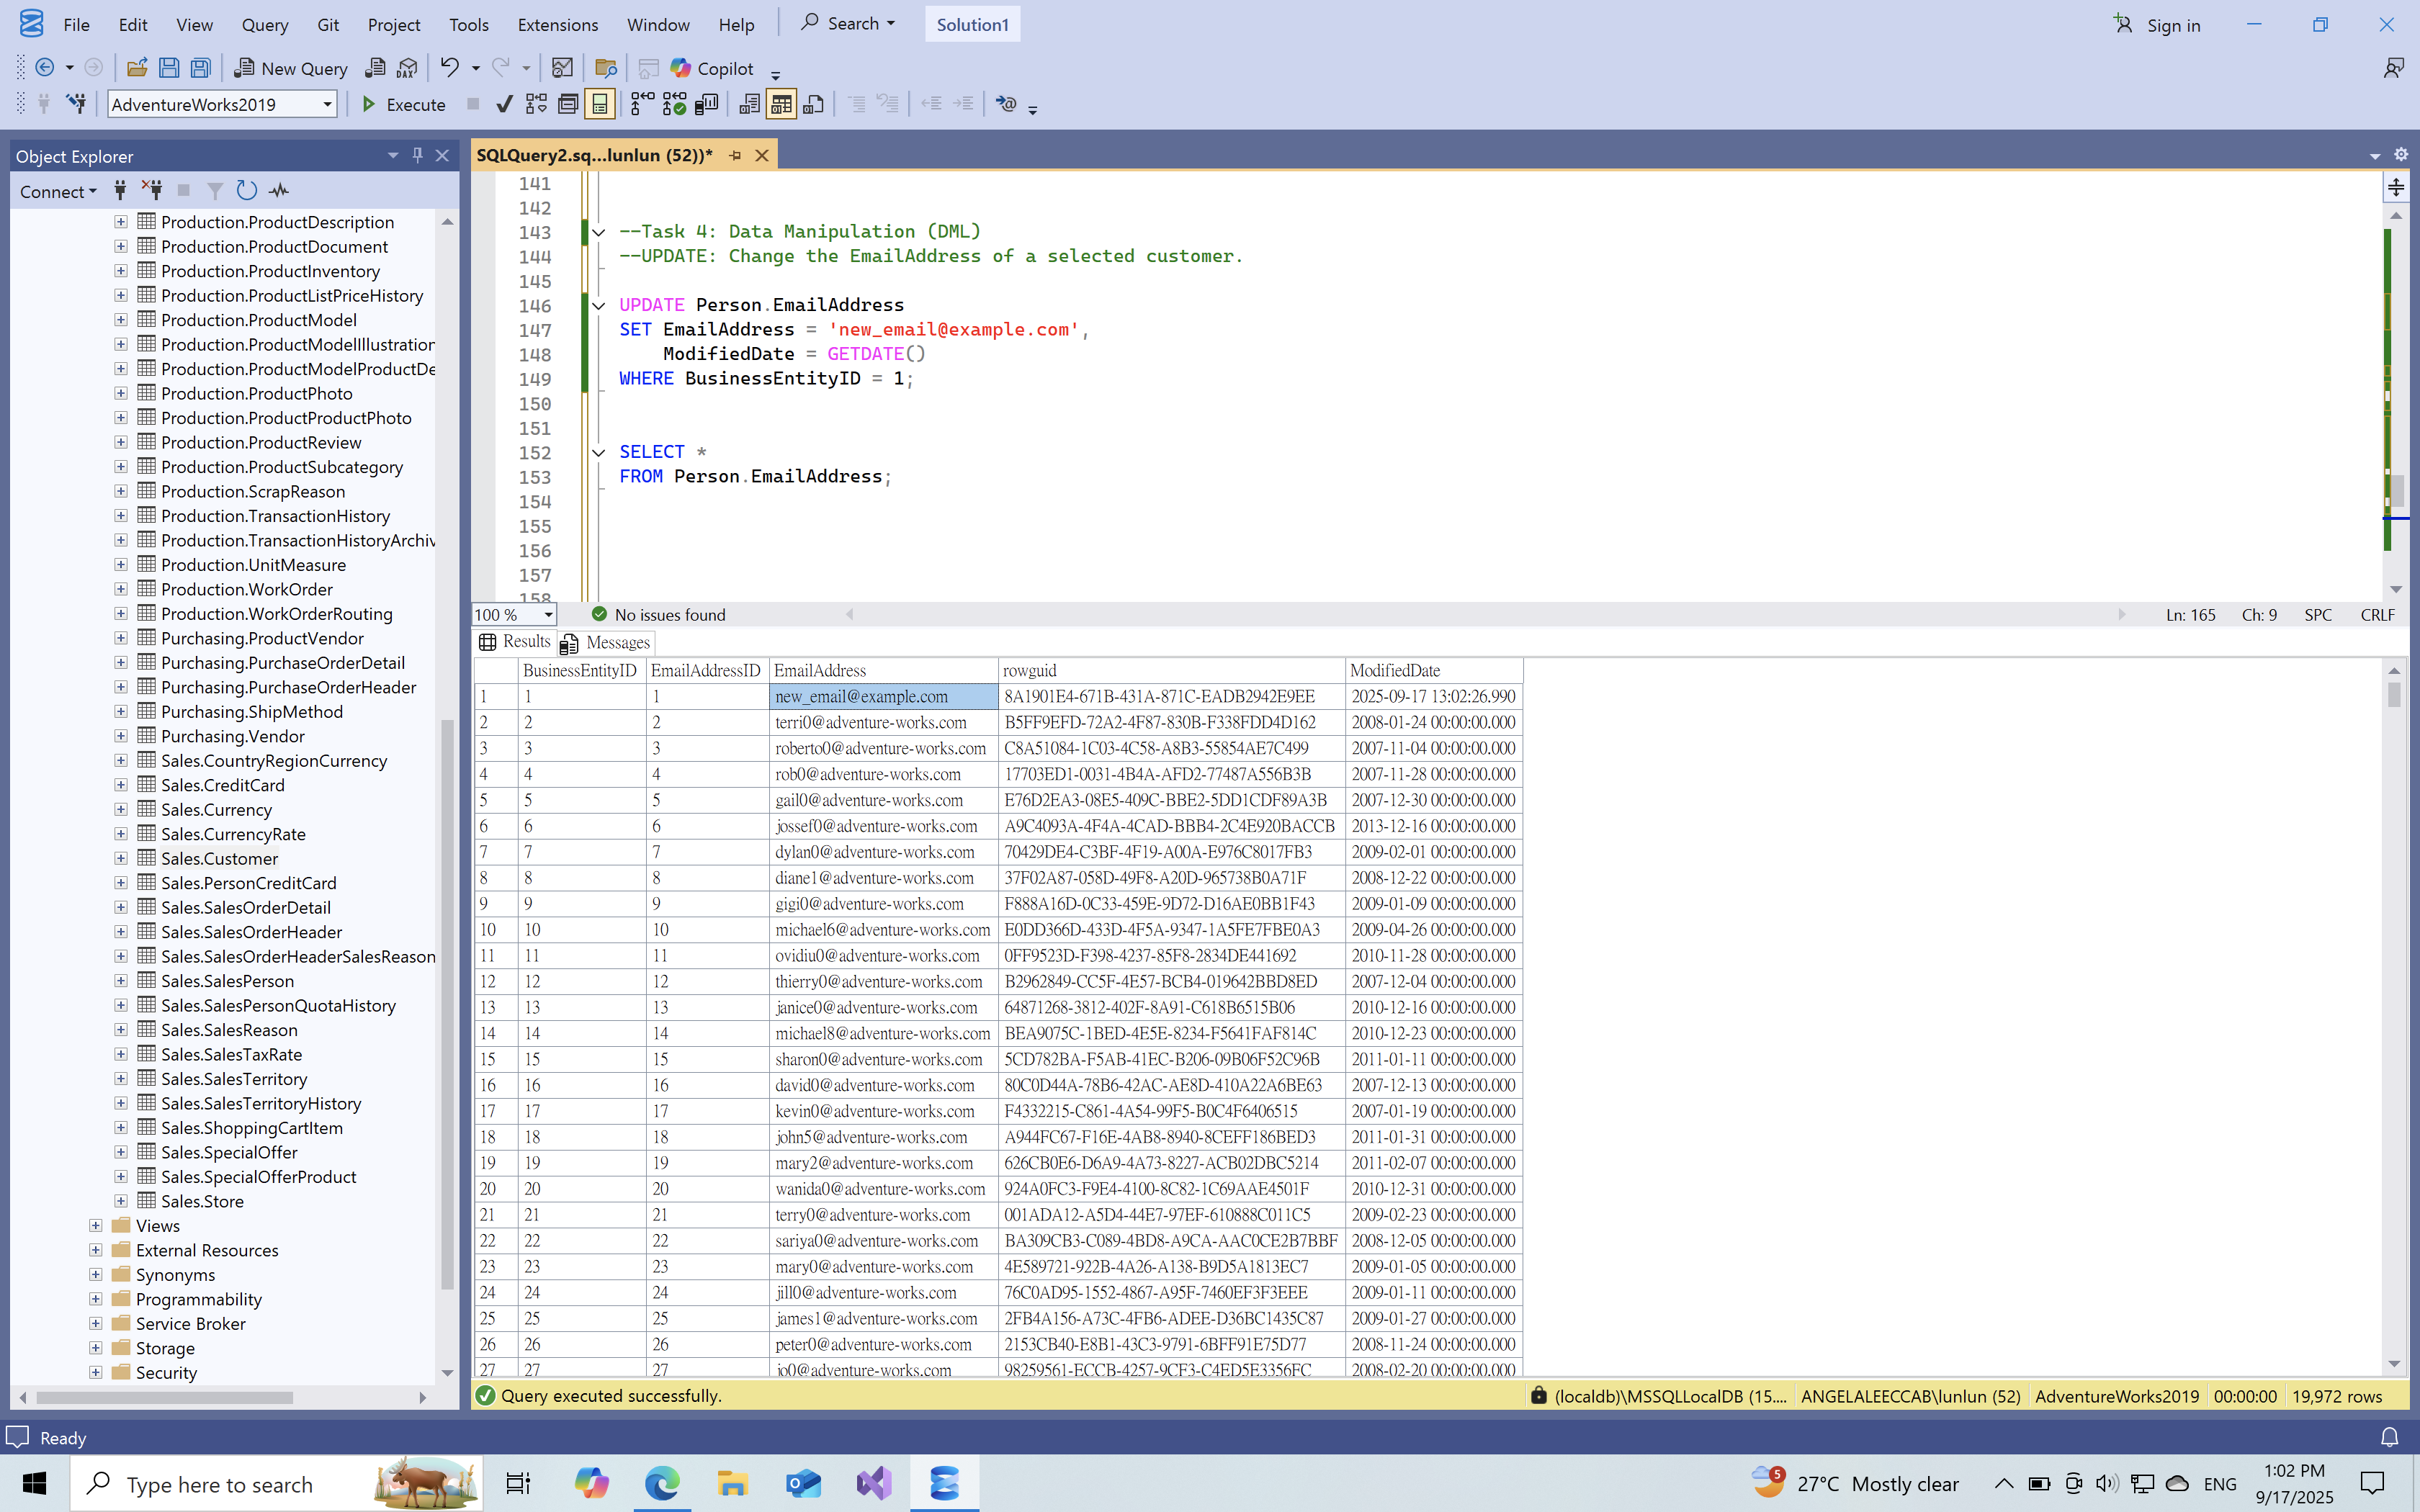 File Edit View Query Git Project Tools Extensions Window Help Search Solution1 Sign in
New Query DAX Copilot
AdventureWorks2019 Execute
Object Explorer
Connect
Production.ProductDescription
Production.ProductDocument
Production.ProductInventory
Production.ProductListPriceHistory
Production.ProductModel
Production.ProductModelIllustration
Production.ProductModelProductDe
Production.ProductPhoto
Production.ProductProductPhoto
Production.ProductReview
Production.ProductSubcategory
Production.ScrapReason
Production.TransactionHistory
Production.TransactionHistoryArchiv
Production.UnitMeasure
Production.WorkOrder
Production.WorkOrderRouting
Purchasing.ProductVendor
Purchasing.PurchaseOrderDetail
Purchasing.PurchaseOrderHeader
Purchasing.ShipMethod
Purchasing.Vendor
Sales.CountryRegionCurrency
Sales.CreditCard
Sales.Currency
Sales.CurrencyRate
Sales.Customer
Sales.PersonCreditCard
Sales.SalesOrderDetail
Sales.SalesOrderHeader
Sales.SalesOrderHeaderSalesReason
Sales.SalesPerson
Sales.SalesPersonQuotaHistory
Sales.SalesReason
Sales.SalesTaxRate
Sales.SalesTerritory
Sales.SalesTerritoryHistory
Sales.ShoppingCartItem
Sales.SpecialOffer
Sales.SpecialOfferProduct
Sales.Store
Views
External Resources
Synonyms
Programmability
Service Broker
Storage
Security
SQLQuery2.sq...lunlun (52))*
141
142
143 --Task 4: Data Manipulation (DML)
144 --UPDATE: Change the EmailAddress of a selected customer.
145
146 UPDATE Person.EmailAddress
147 SET EmailAddress = 'new_email@example.com',
148 ModifiedDate = GETDATE()
149 WHERE BusinessEntityID = 1;
150
151
152 SELECT *
153 FROM Person.EmailAddress;
154
155
156
157
158
100 % No issues found Ln: 165 Ch: 9 SPC CRLF
Results Messages
BusinessEntityID EmailAddressID EmailAddress rowguid ModifiedDate
1 1 1 new_email@example.com 8A1901E4-671B-431A-871C-EADB2942E9EE 2025-09-17 13:02:26.990
2 2 2 terri0@adventure-works.com B5FF9EFD-72A2-4F87-830B-F338FDD4D162 2008-01-24 00:00:00.000
3 3 3 roberto0@adventure-works.com C8A51084-1C03-4C58-A8B3-55854AE7C499 2007-11-04 00:00:00.000
4 4 4 rob0@adventure-works.com 17703ED1-0031-4B4A-AFD2-77487A556B3B 2007-11-28 00:00:00.000
5 5 5 gail0@adventure-works.com E76D2EA3-08E5-409C-BBE2-5DD1CDF89A3B 2007-12-30 00:00:00.000
6 6 6 jossef0@adventure-works.com A9C4093A-4F4A-4CAD-BBB4-2C4E920BACCB 2013-12-16 00:00:00.000
7 7 7 dylan0@adventure-works.com 70429DE4-C3BF-4F19-A00A-E976C8017FB3 2009-02-01 00:00:00.000
8 8 8 diane1@adventure-works.com 37F02A87-058D-49F8-A20D-965738B0A71F 2008-12-22 00:00:00.000
9 9 9 gigi0@adventure-works.com F888A16D-0C33-459E-9D72-D16AE0BB1F43 2009-01-09 00:00:00.000
10 10 10 michael6@adventure-works.com E0DD366D-433D-4F5A-9347-1A5FE7FBE0A3 2009-04-26 00:00:00.000
11 11 11 ovidiu0@adventure-works.com 0FF9523D-F398-4237-85F8-2834DE441692 2010-11-28 00:00:00.000
12 12 12 thierry0@adventure-works.com B2962849-CC5F-4E57-BCB4-019642BBD8ED 2007-12-04 00:00:00.000
13 13 13 janice0@adventure-works.com 64871268-3812-402F-8A91-C618B6515B06 2010-12-16 00:00:00.000
14 14 14 michael8@adventure-works.com BEA9075C-1BED-4E5E-8234-F5641FAF814C 2010-12-23 00:00:00.000
15 15 15 sharon0@adventure-works.com 5CD782BA-F5AB-41EC-B206-09B06F52C96B 2011-01-11 00:00:00.000
16 16 16 david0@adventure-works.com 80C0D44A-78B6-42AC-AE8D-410A22A6BE63 2007-12-13 00:00:00.000
17 17 17 kevin0@adventure-works.com F4332215-C861-4A54-99F5-B0C4F6406515 2007-01-19 00:00:00.000
18 18 18 john5@adventure-works.com A944FC67-F16E-4AB8-8940-8CEFF186BED3 2011-01-31 00:00:00.000
19 19 19 mary2@adventure-works.com 626CB0E6-D6A9-4A73-8227-ACB02DBC5214 2011-02-07 00:00:00.000
20 20 20 wanida0@adventure-works.com 924A0FC3-F9E4-4100-8C82-1C69AAE4501F 2010-12-31 00:00:00.000
21 21 21 terry0@adventure-works.com 001ADA12-A5D4-44E7-97EF-610888C011C5 2009-02-23 00:00:00.000
22 22 22 sariya0@adventure-works.com BA309CB3-C089-4BD8-A9CA-AAC0CE2B7BBF 2008-12-05 00:00:00.000
23 23 23 mary0@adventure-works.com 4E589721-922B-4A26-A138-B9D5A1813EC7 2009-01-05 00:00:00.000
24 24 24 jill0@adventure-works.com 76C0AD95-1552-4867-A95F-7460EF3F3EEE 2009-01-11 00:00:00.000
25 25 25 james1@adventure-works.com 2FB4A156-A73C-4FB6-ADEE-D36BC1435C87 2009-01-27 00:00:00.000
26 26 26 peter0@adventure-works.com 2153CB40-E8B1-43C3-9791-6BFF91E75D77 2008-11-24 00:00:00.000
27 27 27 jo0@adventure-works.com 98259561-ECCB-4257-9CF3-C4ED5E3356FC 2008-02-20 00:00:00.000
Query executed successfully. (localdb)\MSSQLLocalDB (15.... ANGELALEECCAB\lunlun (52) AdventureWorks2019 00:00:00 19,972 rows
Ready
Type here to search 5 27°C Mostly clear ENG 1:02 PM
9/17/2025